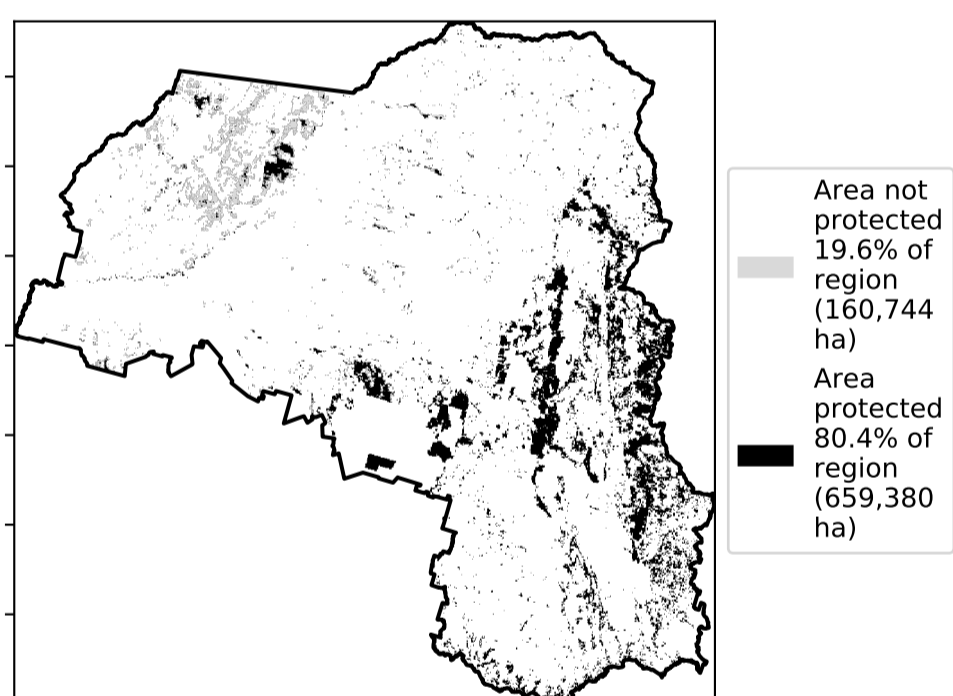 Area not
protected
19.6% of
region
(160,744
ha)
Area
protected
80.4% of
region
(659,380
ha)